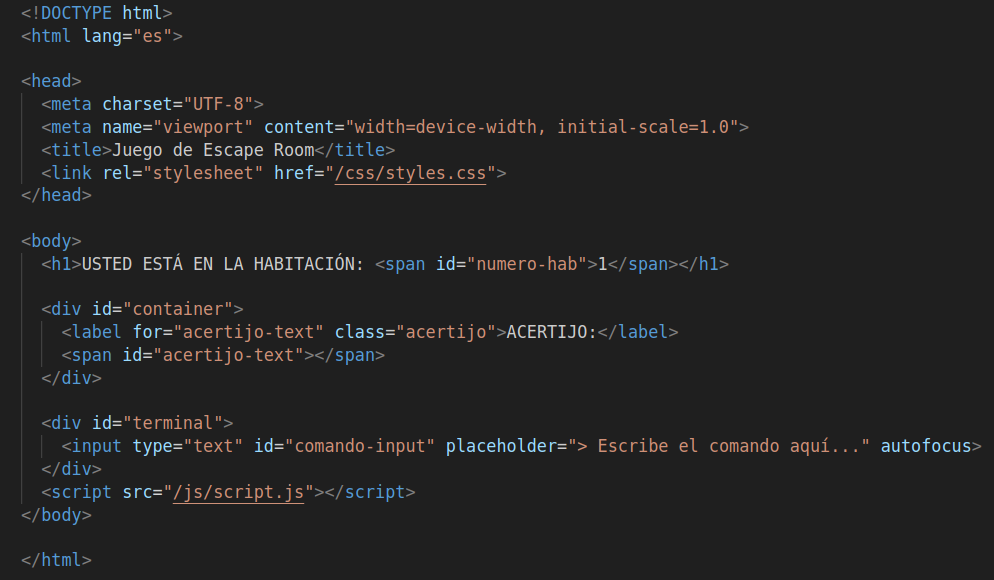 <!DOCTYPE html>
<html lang="es">
<head>
<meta charset="UTF-8">
<meta name="viewport" content="width=device-width, initial-scale=1.0">
<title>Juego de Escape Room</title>
<link rel="stylesheet" href="/css/styles.css">
</head>
<body>
<h1>USTED ESTÁ EN LA HABITACIÓN: <span id="numero-hab">1</span></h1>
<div id="container">
<label for="acertijo-text" class="acertijo">ACERTIJO:</label>
<span id="acertijo-text"></span>
</div>
<div id="terminal">
<input type="text" id="comando-input" placeholder="> Escribe el comando aquí..." autofocus>
</div>
<script src="/js/script.js"></script>
</body>
</html>